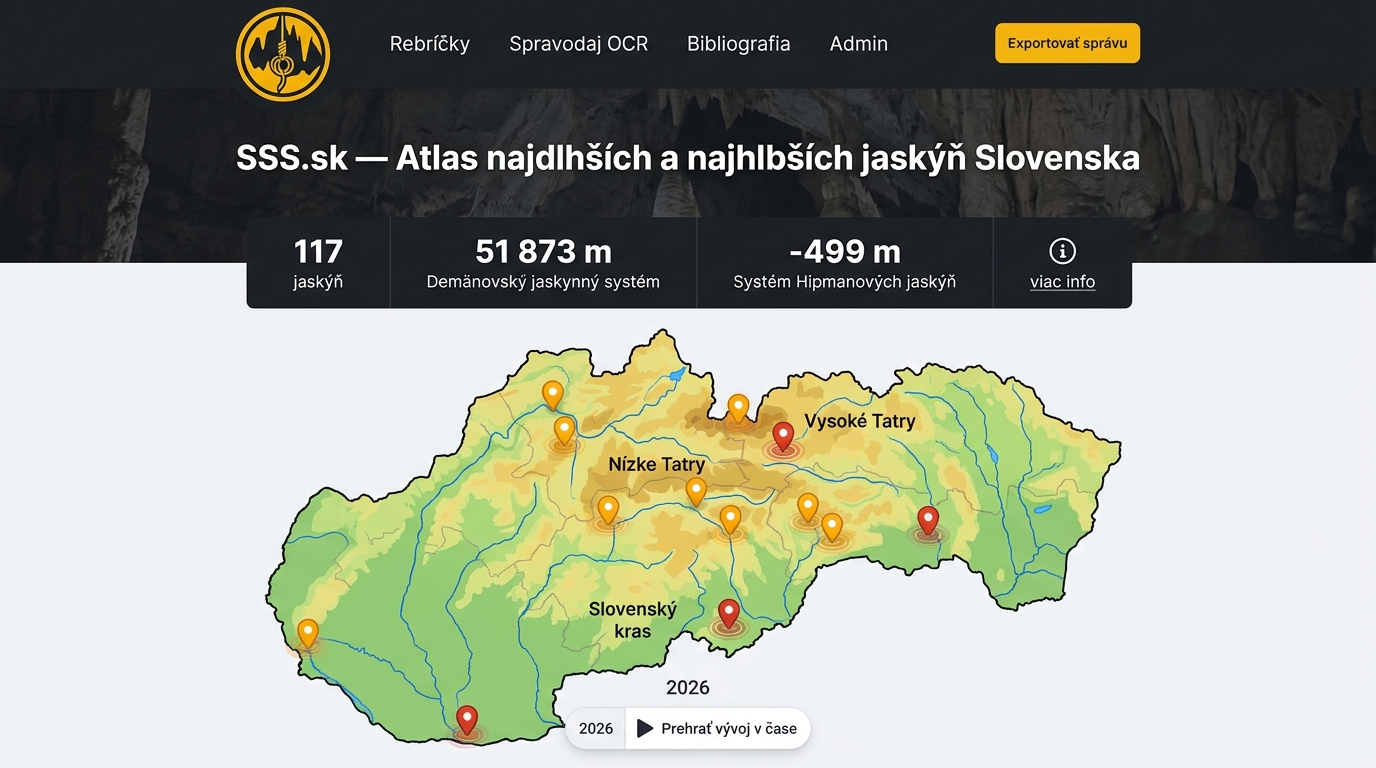 Rebríčky
Spravodaj OCR
Bibliografia
Admin
Exportovať správu
SSS.sk — Atlas najdlhších a najhlbších jaskýň Slovenska
117
jaskýň
51 873 m
Demänovský jaskynný systém
-499 m
Systém Hipmanových jaskýň
viac info
Vysoké Tatry
Nízke Tatry
Slovenský
kras
2026
2026
Prehrať vývoj v čase